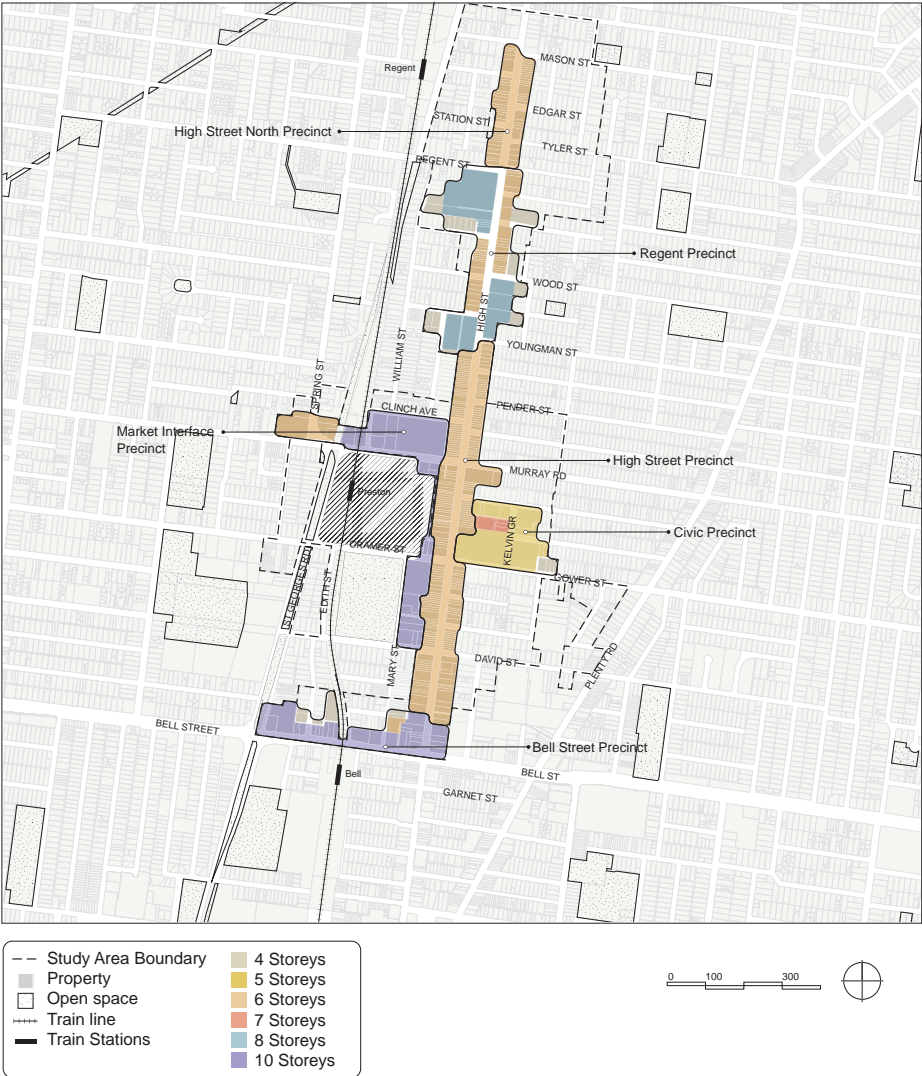 MASON ST
Regent
EDGAR ST
STATION ST
High Street North Precinct
TYLER ST
REGENT ST
Regent Precinct
WOOD ST
HIGH ST
WILLIAM ST
YOUNGMAN ST
SPRING ST
CLINCH AVE
PENDER ST
Market Interface
Precinct
High Street Precinct
MURRAY RD
Preston
KELVIN GR
Civic Precinct
CRAMER ST
GOWER ST
ST GEORGES RD
EDITH ST
MARY ST
DAVID ST
PLENTY RD
BELL STREET
Bell Street Precinct
Bell
BELL ST
GARNET ST
Study Area Boundary
Property
Open space
Train line
Train Stations
4 Storeys
5 Storeys
6 Storeys
7 Storeys
8 Storeys
10 Storeys
0 100 300